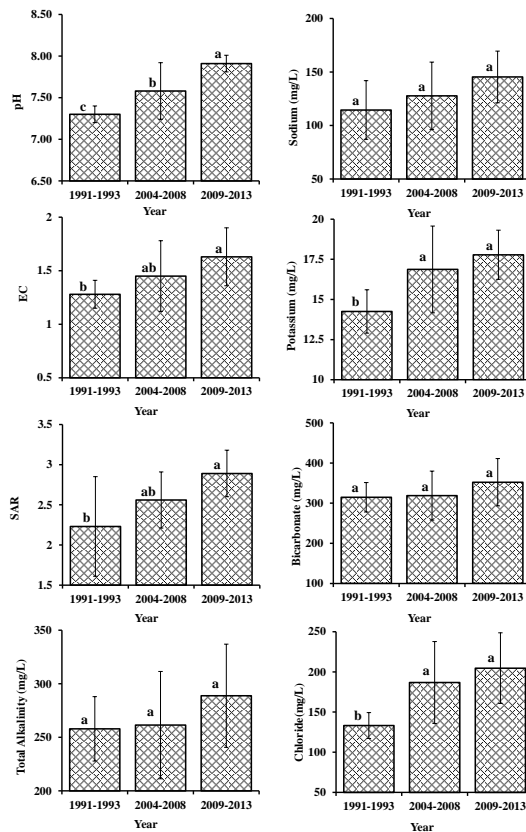 8.00
7.50
7.00
6.50
pH
c
b
a
1991-1993 2004-2008 2009-2013
Year
200
150
100
50
Sodium (mg/L)
a
a
a
1991-1993 2004-2008 2009-2013
Year
2
1.5
1
0.5
EC
b
ab
a
1991-1993 2004-2008 2009-2013
Year
20
17.5
15
12.5
10
Potassium (mg/L)
b
a
a
1991-1993 2004-2008 2009-2013
Year
3.5
3
2.5
2
1.5
SAR
b
ab
a
1991-1993 2004-2008 2009-2013
Year
500
400
300
200
100
Bicarbonate (mg/L)
a
a
a
1991-1993 2004-2008 2009-2013
Year
350
300
250
200
Total Alkalinity (mg/L)
a
a
a
1991-1993 2004-2008 2009-2013
Year
250
200
150
100
50
Chloride(mg/L)
b
a
a
1991-1993 2004-2008 2009-2013
Year